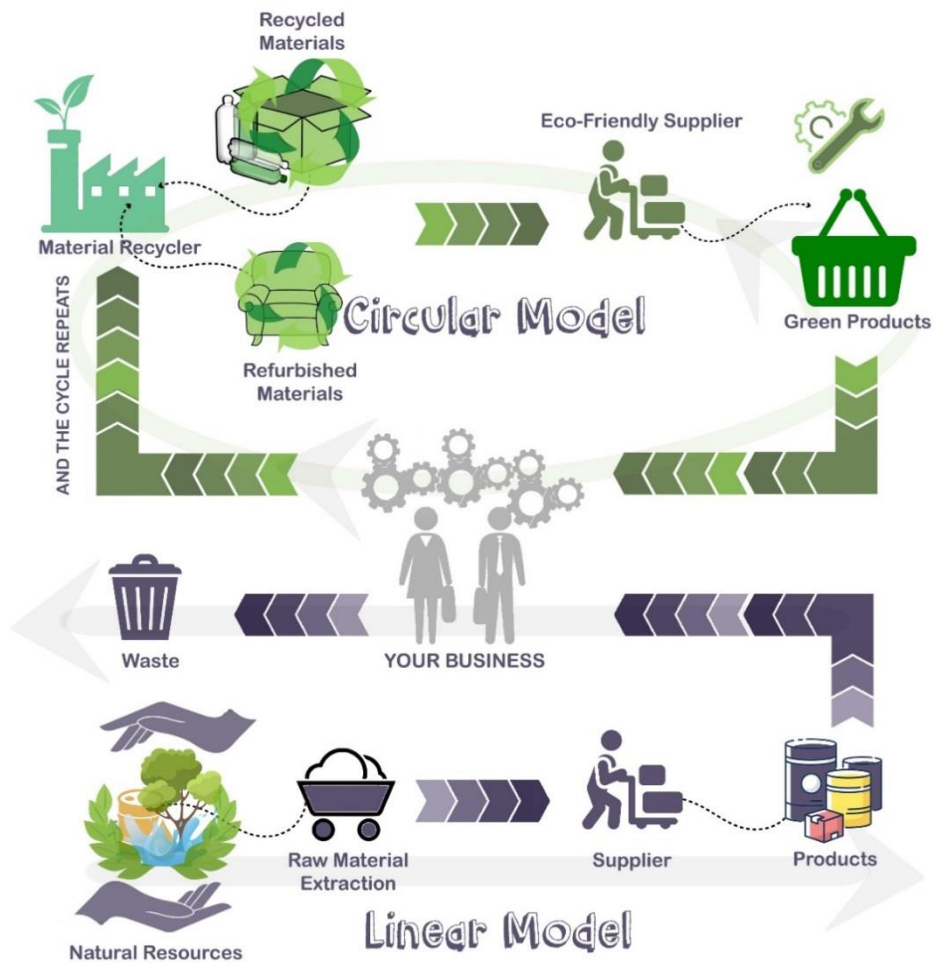 Recycled
Materials
Eco-Friendly Supplier
Material Recycler
Circular Model
Green Products
Refurbished
Materials
AND THE CYCLE REPEATS
Waste
YOUR BUSINESS
Raw Material
Extraction
Supplier
Products
Natural Resources
Linear Model